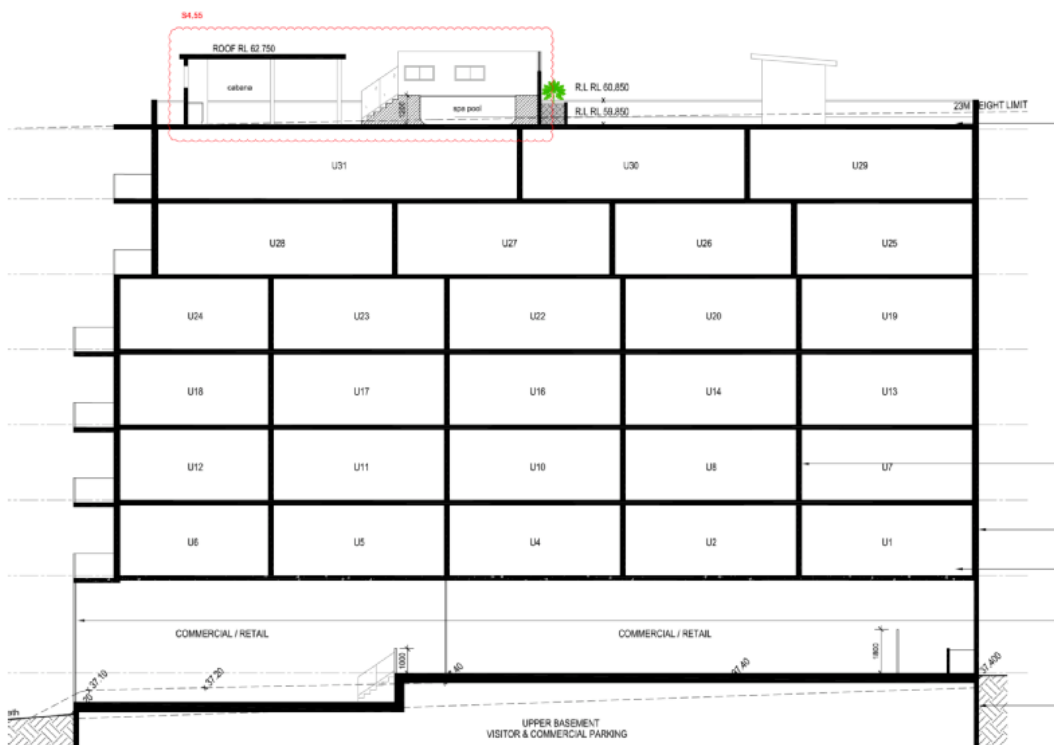 S4.55
ROOF RL 62.750
cabana
1200
spa pool
R.L RL 60.850
R.L RL 59.850
23M HEIGHT LIMIT
U31
U30
U29
U28
U27
U26
U25
U24
U23
U22
U20
U19
U18
U17
U16
U14
U13
U12
U11
U10
U8
U7
U6
U5
U4
U2
U1
COMMERCIAL / RETAIL
COMMERCIAL / RETAIL
1000
1800
37.10
37.20
37.400
UPPER BASEMENT
VISITOR & COMMERCIAL PARKING